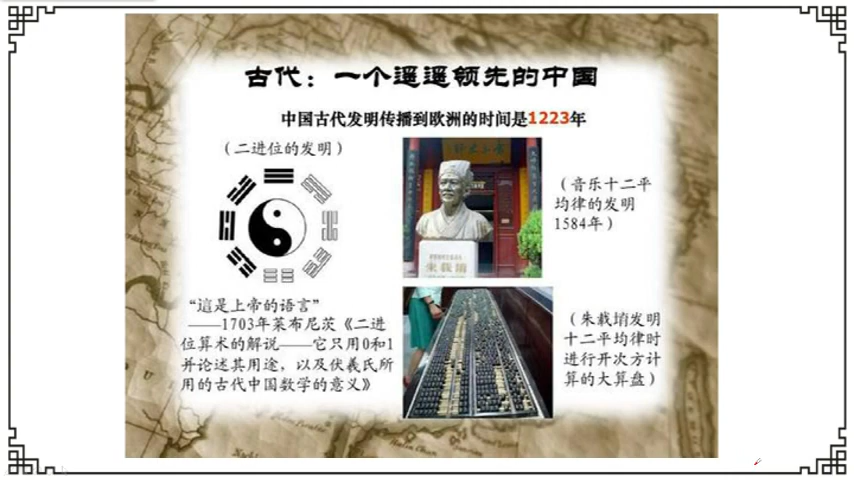 古代：一个遥遥领先的中国
中国古代发明传播到欧洲的时间是1223年
（二进位的发明）
（音乐十二平
均律的发明
1584年）
朱载堉
“這是上帝的语言”
——1703年莱布尼茨《二进
位算术的解说——它只用0和1
并论述其用途，以及伏羲氏所
用的古代中国数学的意义》
（朱载堉发明
十二平均律时
进行开次方计
算的大算盘）